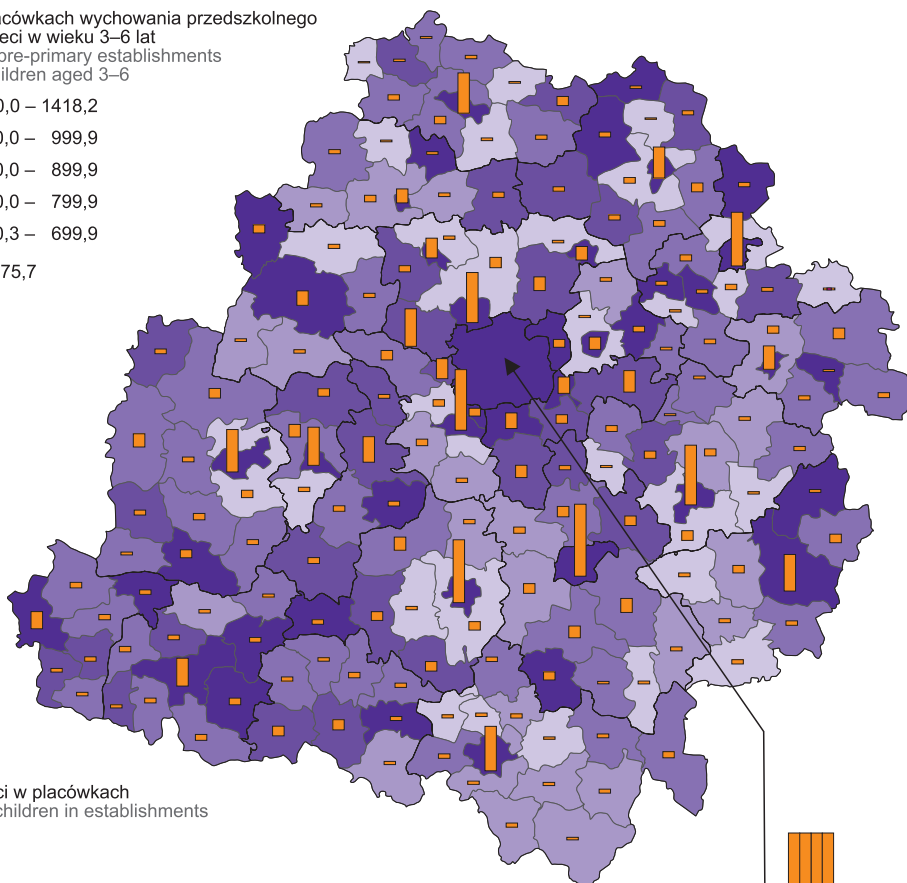 acówkach wychowania przedszkolnego
eci w wieku 3–6 lat
pre-primary establishments
ildren aged 3–6
0,0 – 1418,2
0,0 – 999,9
0,0 – 899,9
0,0 – 799,9
0,3 – 699,9
75,7
ci w placówkach
children in establishments